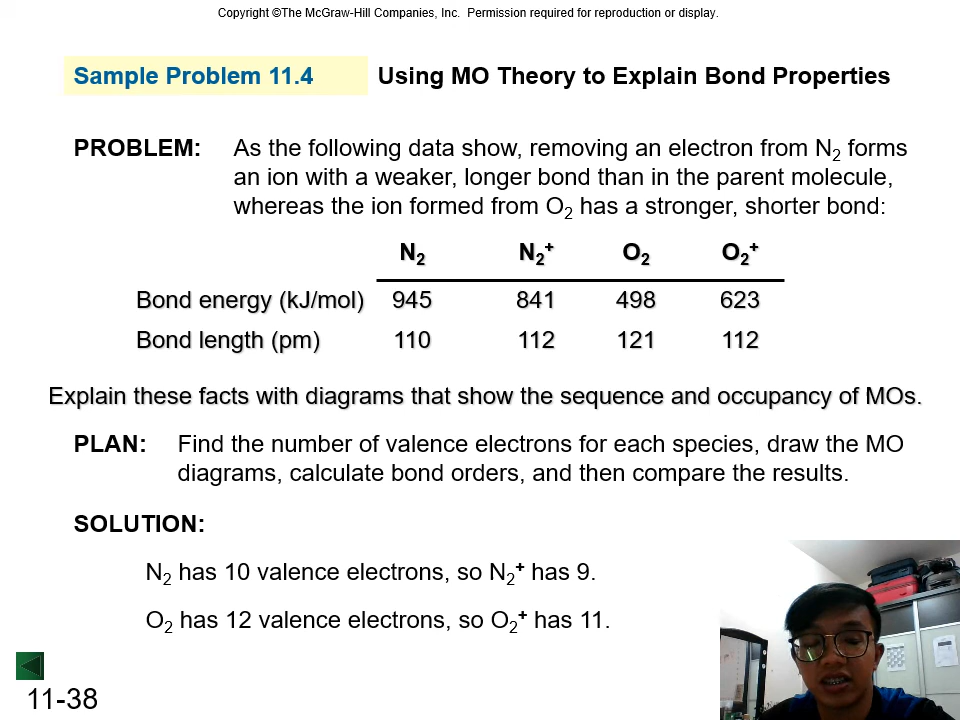 Copyright ©The McGraw-Hill Companies, Inc.  Permission required for reproduction or display.
Sample Problem 11.4 Using MO Theory to Explain Bond Properties
PROBLEM: As the following data show, removing an electron from N₂ forms
an ion with a weaker, longer bond than in the parent molecule,
whereas the ion formed from O₂ has a stronger, shorter bond:
N₂ N₂⁺ O₂ O₂⁺
Bond energy (kJ/mol) 945 841 498 623
Bond length (pm) 110 112 121 112
Explain these facts with diagrams that show the sequence and occupancy of MOs.
PLAN: Find the number of valence electrons for each species, draw the MO
diagrams, calculate bond orders, and then compare the results.
SOLUTION:
N₂ has 10 valence electrons, so N₂⁺ has 9.
O₂ has 12 valence electrons, so O₂⁺ has 11.
11-38